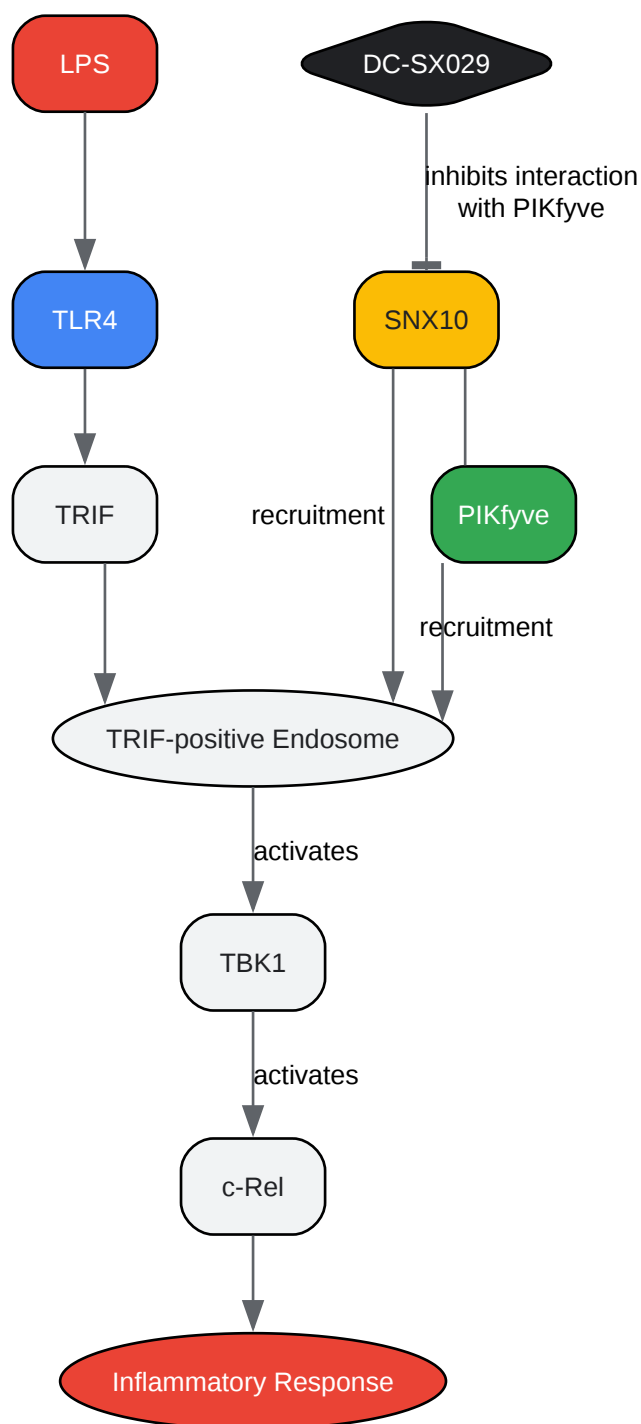 LPS
DC-SX029
inhibits interaction
with PIKfyve
TLR4
SNX10
TRIF
recruitment
PIKfyve
recruitment
TRIF-positive Endosome
activates
TBK1
activates
c-Rel
Inflammatory Response